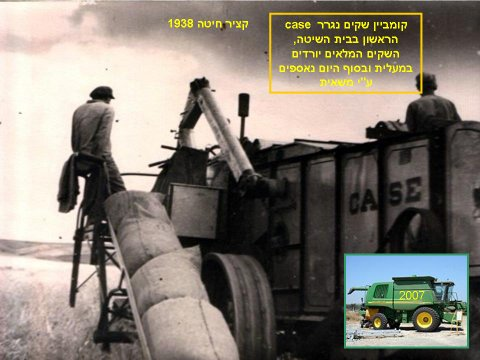 קציר חיטה 1938
קומביין שקים נגרר case
הראשון בבית השיטה,
השקים המלאים יורדים
במעלית ובסוף היום נאספים
ע"י משאית
CASE
2007